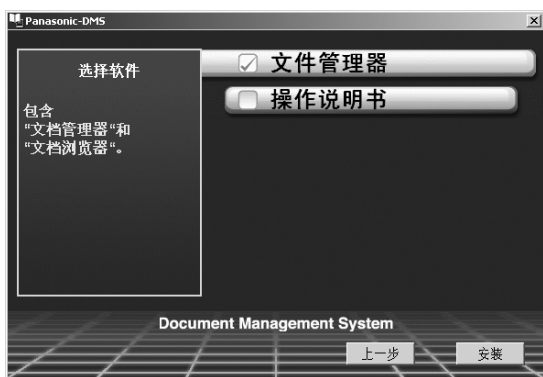 Panasonic-DMS
选择软件
包含
"文档管理器"和
"文档浏览器"。
文件管理器
操作说明书
Document Management System
上一步
安装